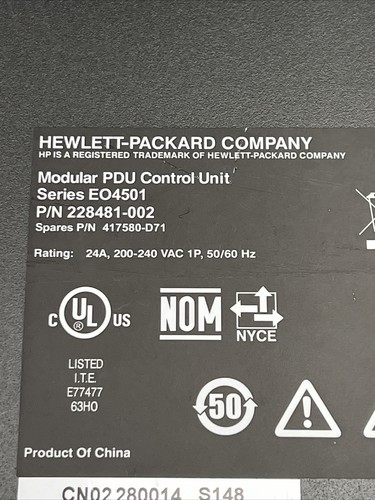 HEWLETT-PACKARD COMPANY
HP IS A REGISTERED TRADEMARK OF HEWLETT-PACKARD COMPANY
Modular PDU Control Unit
Series EO4501
P/N 228481-002
Spares P/N 417580-D71
Rating: 24A, 200-240 VAC 1P, 50/60 Hz
C UL US
®
NOM
NYCE
LISTED
I.T.E.
E77477
63HO
50
Product Of China
CN02280014 S148